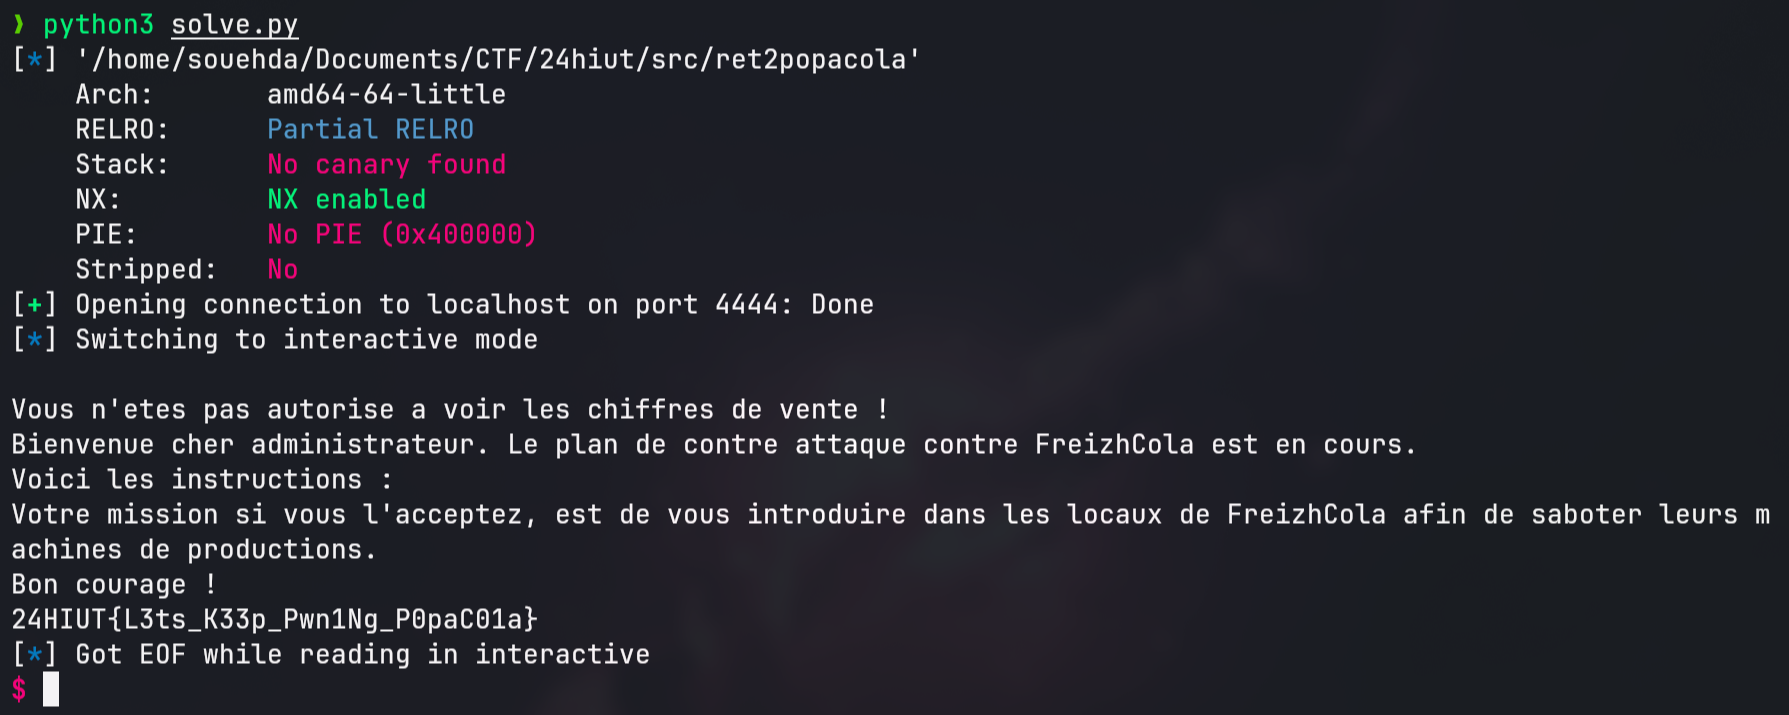 ❯ python3 solve.py
[*] '/home/souehda/Documents/CTF/24hiut/src/ret2popacola'
    Arch:       amd64-64-little
    RELRO:      Partial RELRO
    Stack:      No canary found
    NX:         NX enabled
    PIE:        No PIE (0x400000)
    Stripped:   No
[+] Opening connection to localhost on port 4444: Done
[*] Switching to interactive mode

Vous n'etes pas autorise a voir les chiffres de vente !
Bienvenue cher administrateur. Le plan de contre attaque contre FreizhCola est en cours.
Voici les instructions :
Votre mission si vous l'acceptez, est de vous introduire dans les locaux de FreizhCola afin de saboter leurs m
achines de productions.
Bon courage !
24HIUT{L3ts_K33p_Pwn1Ng_P0paC01a}
[*] Got EOF while reading in interactive
$